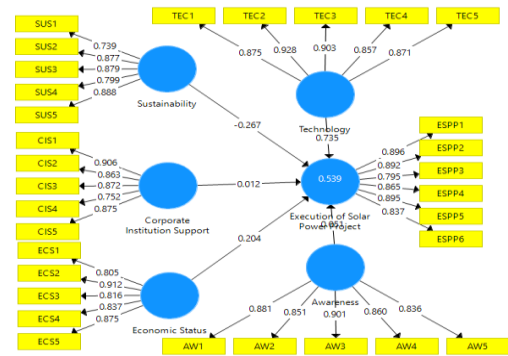 TEC1 TEC2 TEC3 TEC4 TEC5
0.875 0.928 0.903 0.857 0.871
SUS1
SUS2
SUS3
SUS4
SUS5
0.739
0.877
0.879
0.799
0.888
Sustainability
Technology
-0.267
0.735
CIS1
CIS2
CIS3
CIS4
CIS5
0.906
0.863
0.872
0.752
0.875
Corporate
Institution Support
0.012
0.539
Execution of Solar
Power Project
0.896
0.892
0.795
0.865
0.895
0.837
ESPP1
ESPP2
ESPP3
ESPP4
ESPP5
ESPP6
ECS1
ECS2
ECS3
ECS4
ECS5
0.805
0.912
0.816
0.837
0.875
Economic Status
0.204
Awareness
0.881 0.851 0.901 0.860 0.836
AW1 AW2 AW3 AW4 AW5